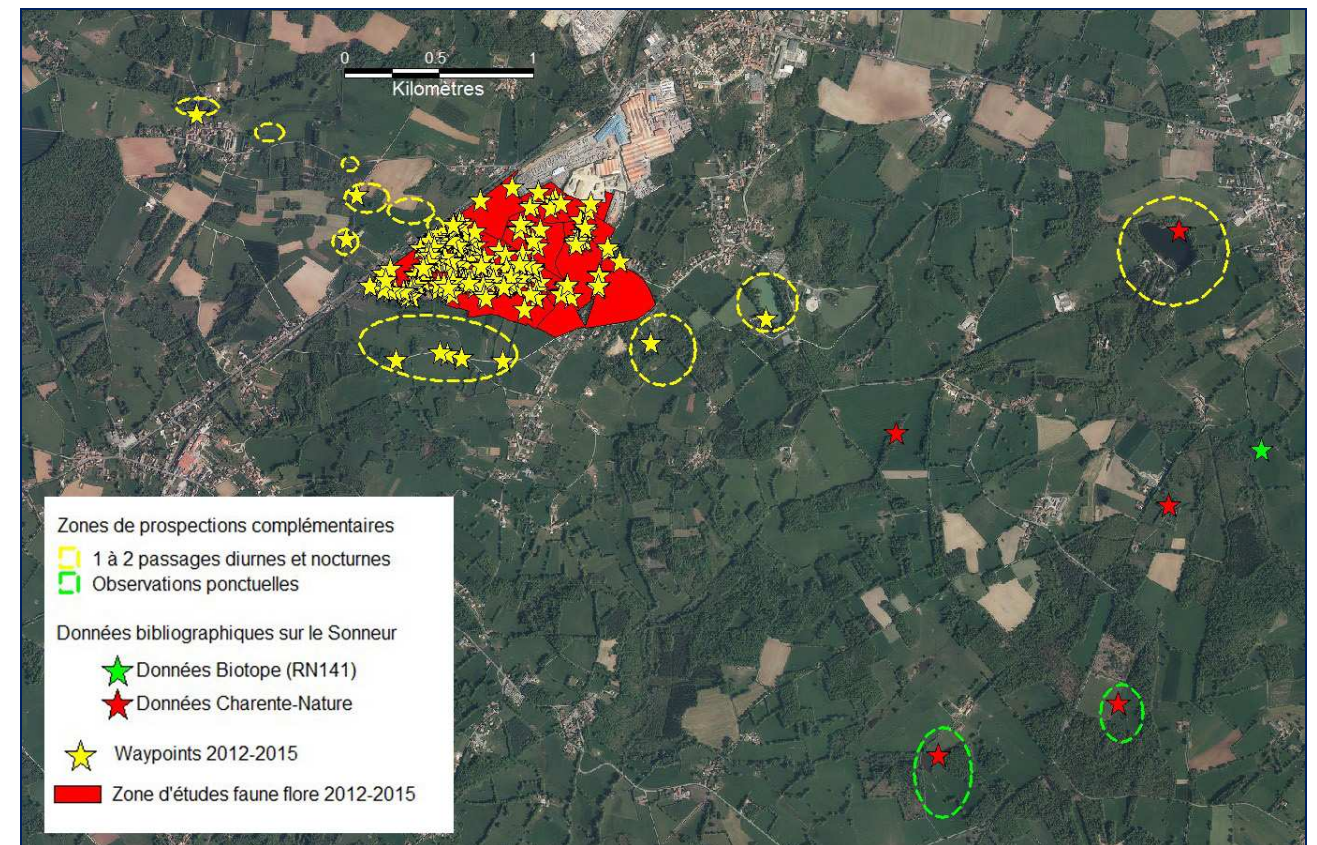 0 0.5 1
Kilomètres
Zones de prospections complémentaires
1 à 2 passages diurnes et nocturnes
Observations ponctuelles
Données bibliographiques sur le Sonneur
Données Biotope (RN141)
Données Charente-Nature
Waypoints 2012-2015
Zone d'études faune flore 2012-2015